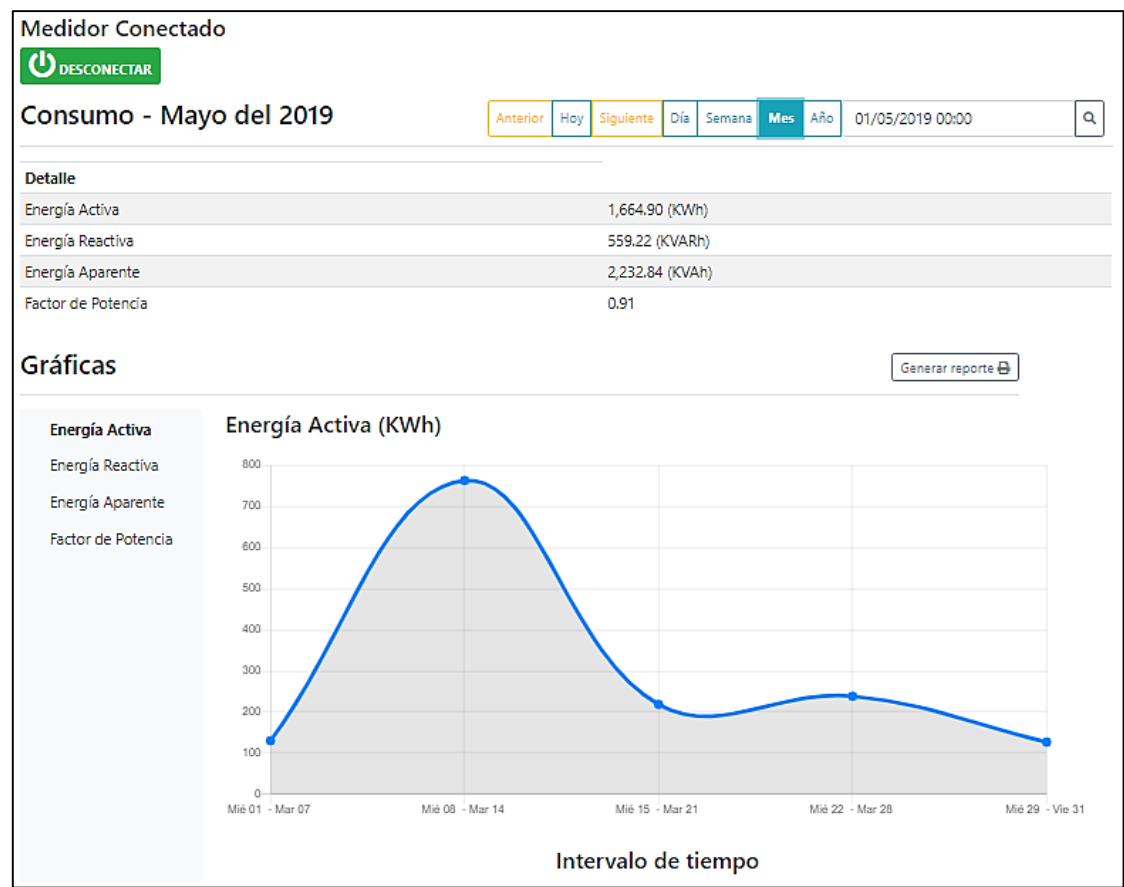 Medidor Conectado
DESCONECTAR
Consumo - Mayo del 2019
Anterior Hoy Siguiente Día Semana Mes Año 01/05/2019 00:00
Detalle
Energía Activa 1,664.90 (KWh)
Energía Reactiva 559.22 (KVARh)
Energía Aparente 2,232.84 (KVAh)
Factor de Potencia 0.91
Gráficas
Generar reporte
Energía Activa
Energía Reactiva
Energía Aparente
Factor de Potencia
Energía Activa (KWh)
800
700
600
500
400
300
200
100
0
Mié 01 - Mar 07 Mié 08 - Mar 14 Mié 15 - Mar 21 Mié 22 - Mar 28 Mié 29 - Vie 31
Intervalo de tiempo